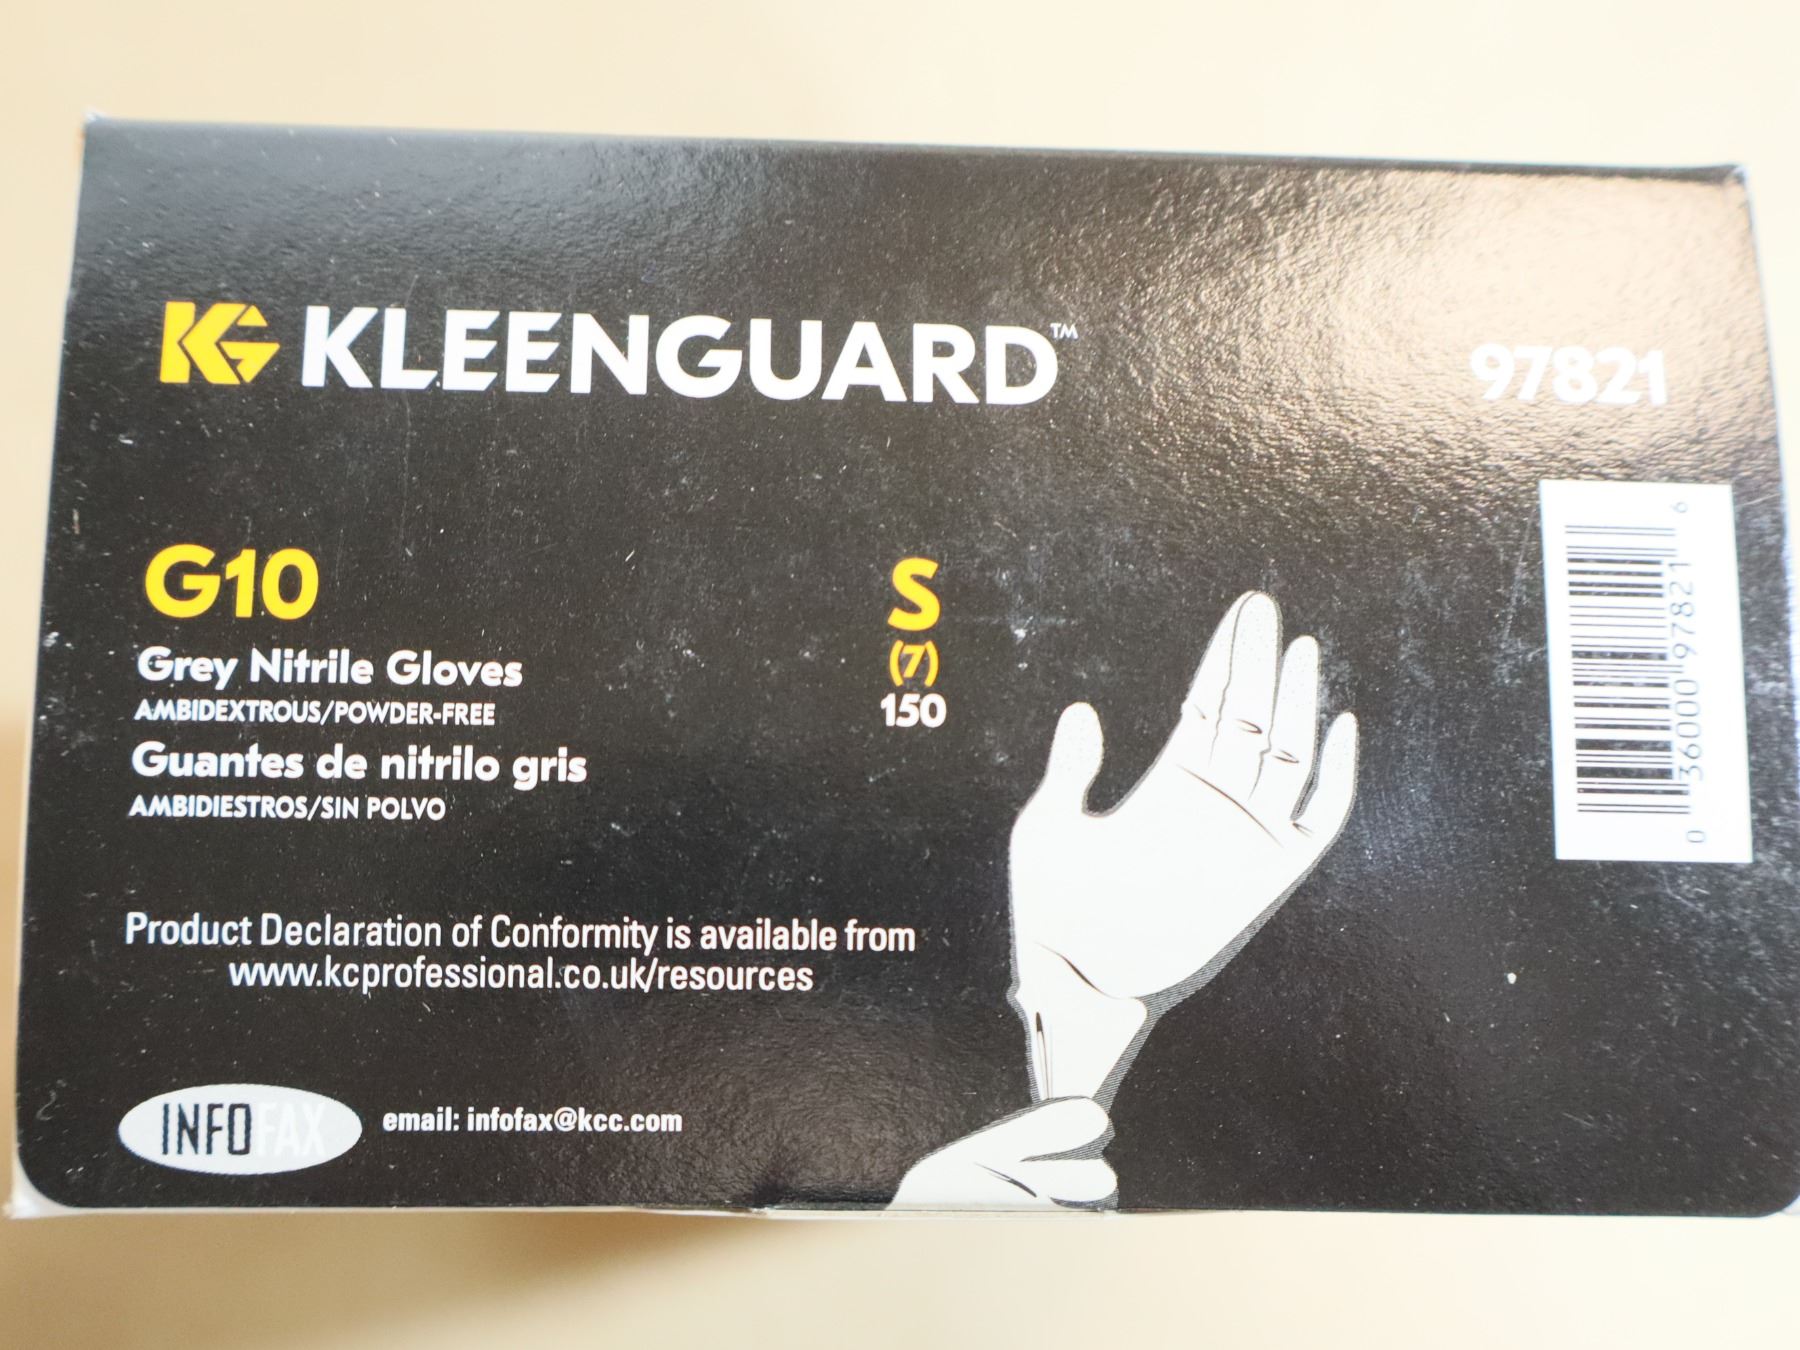 KG KLEENGUARD™
97821
G10
S
(7)
150
Grey Nitrile Gloves
AMBIDEXTROUS/POWDER-FREE
Guantes de nitrilo gris
AMBIDIESTROS/SIN POLVO
Product Declaration of Conformity is available from
www.kcprofessional.co.uk/resources
INFOFAX
email: infofax@kcc.com
0 36000 97821 6